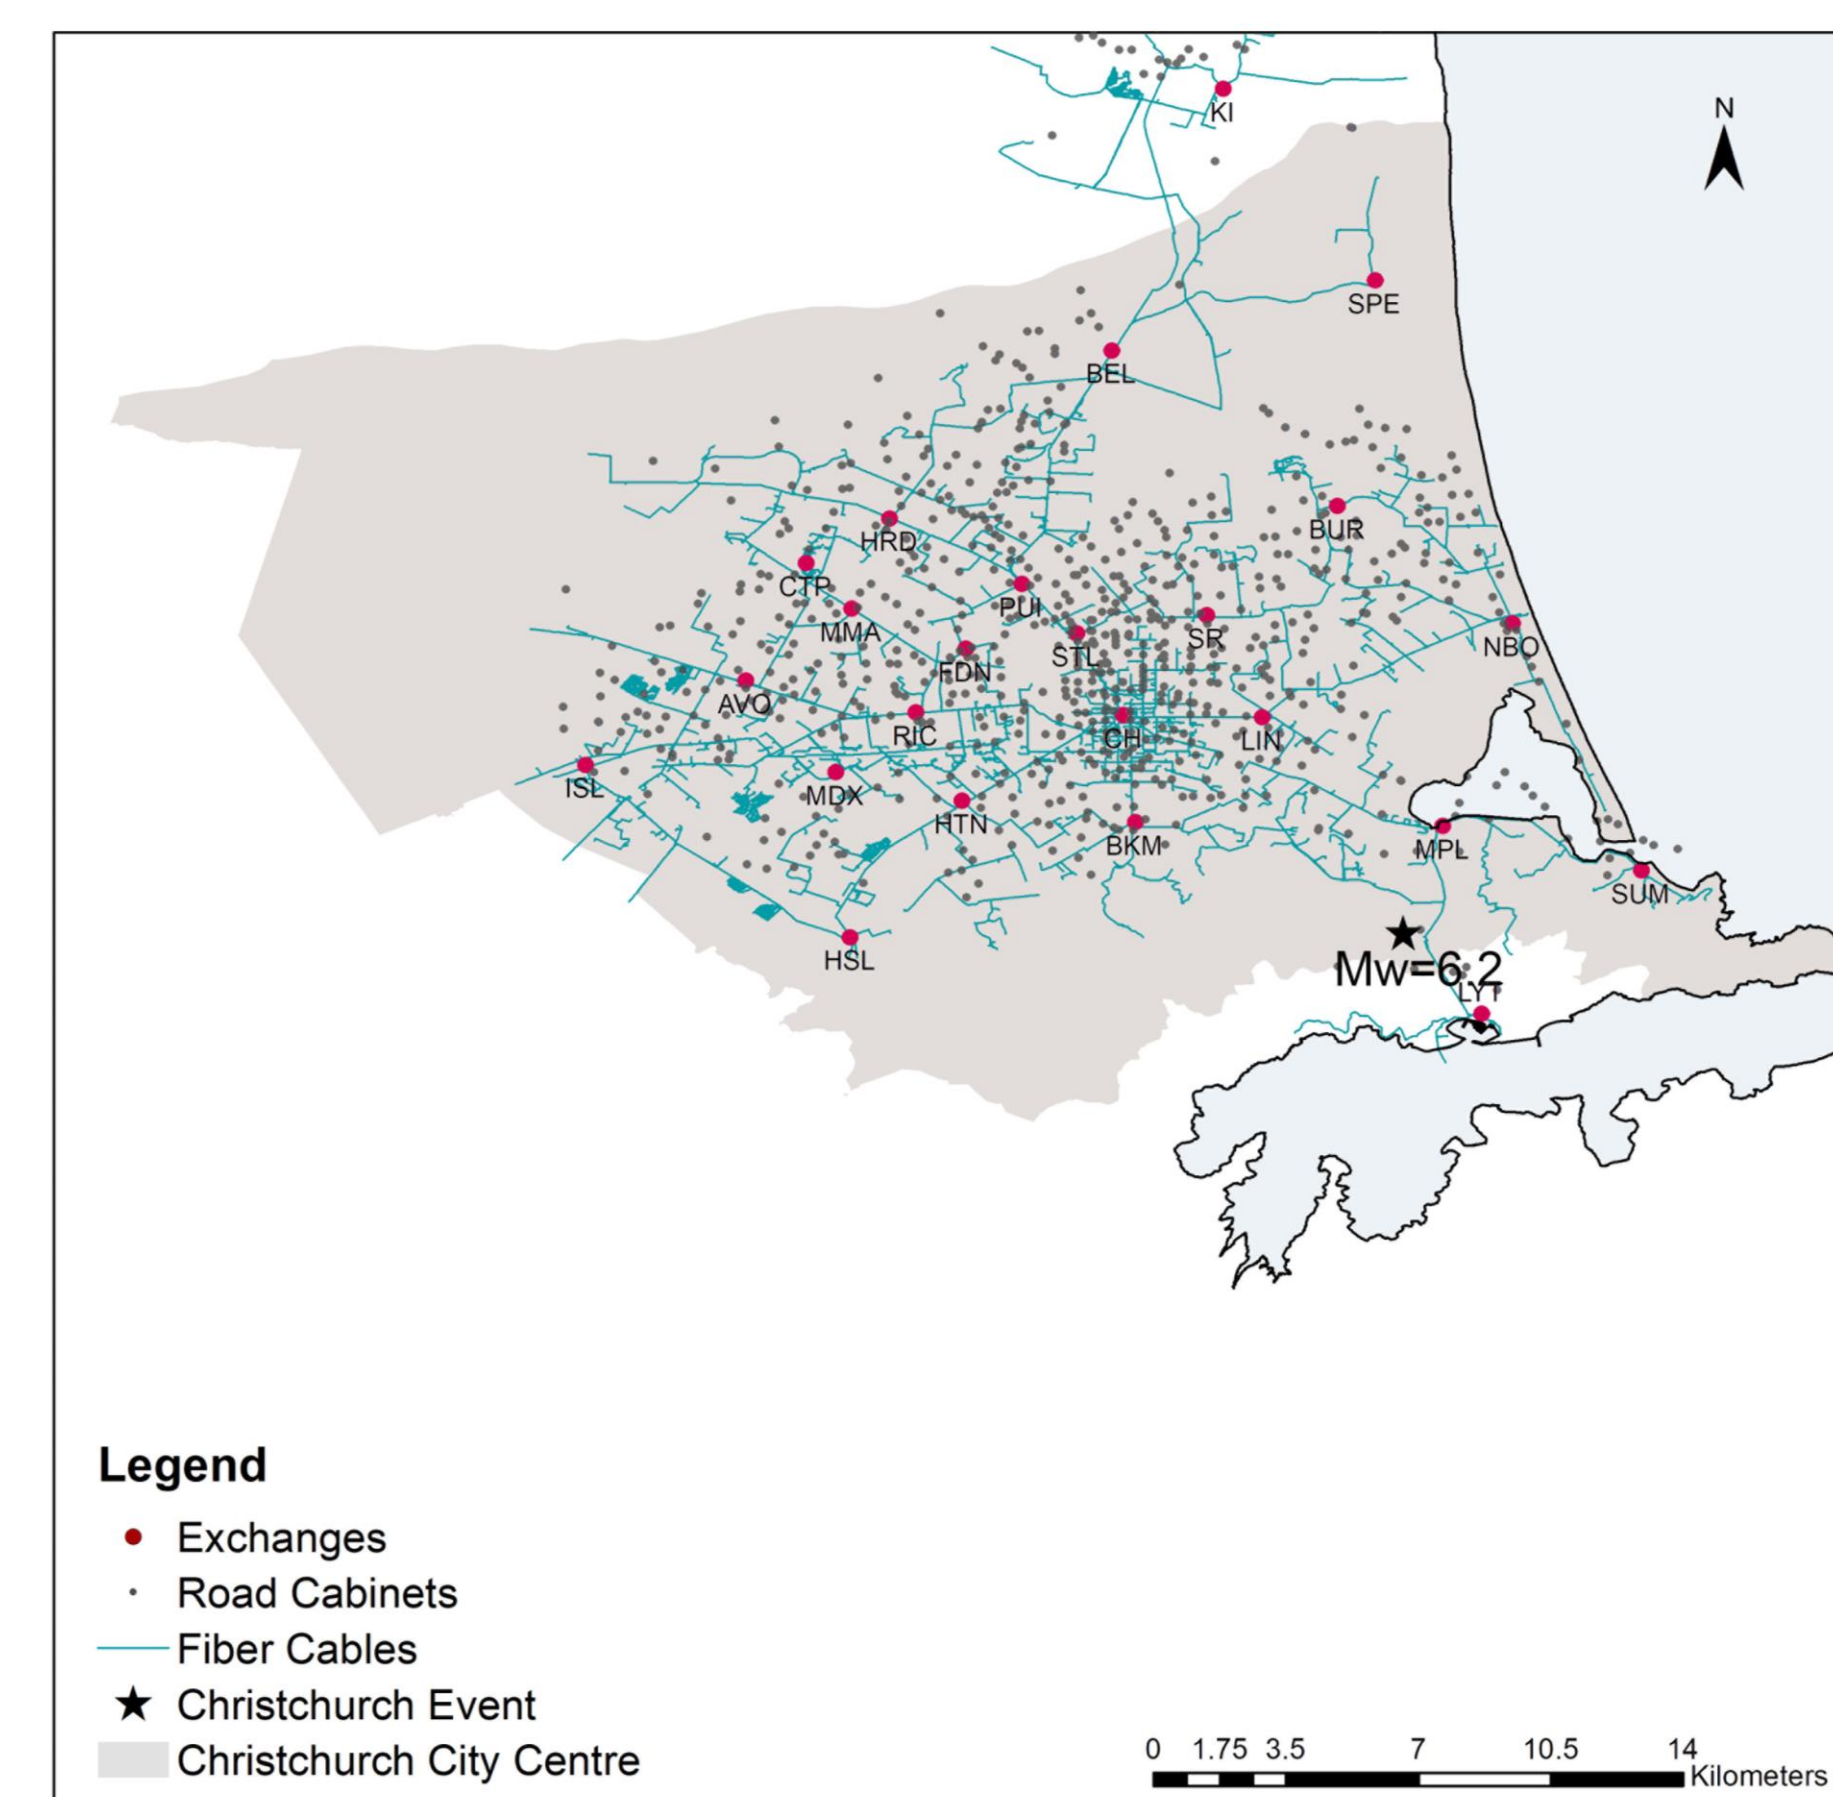 N
KI
SPE
BEL
BUR
HRD
CTP
PUI
MMA
SR
NBO
STL
FDN
AVO
RIC
CH
LIN
ISL
MDX
HTN
BKM
MPL
SUM
HSL
Mw=6.2
LYT
Legend
Exchanges
Road Cabinets
Fiber Cables
Christchurch Event
Christchurch City Centre
0 1.75 3.5 7 10.5 14
Kilometers